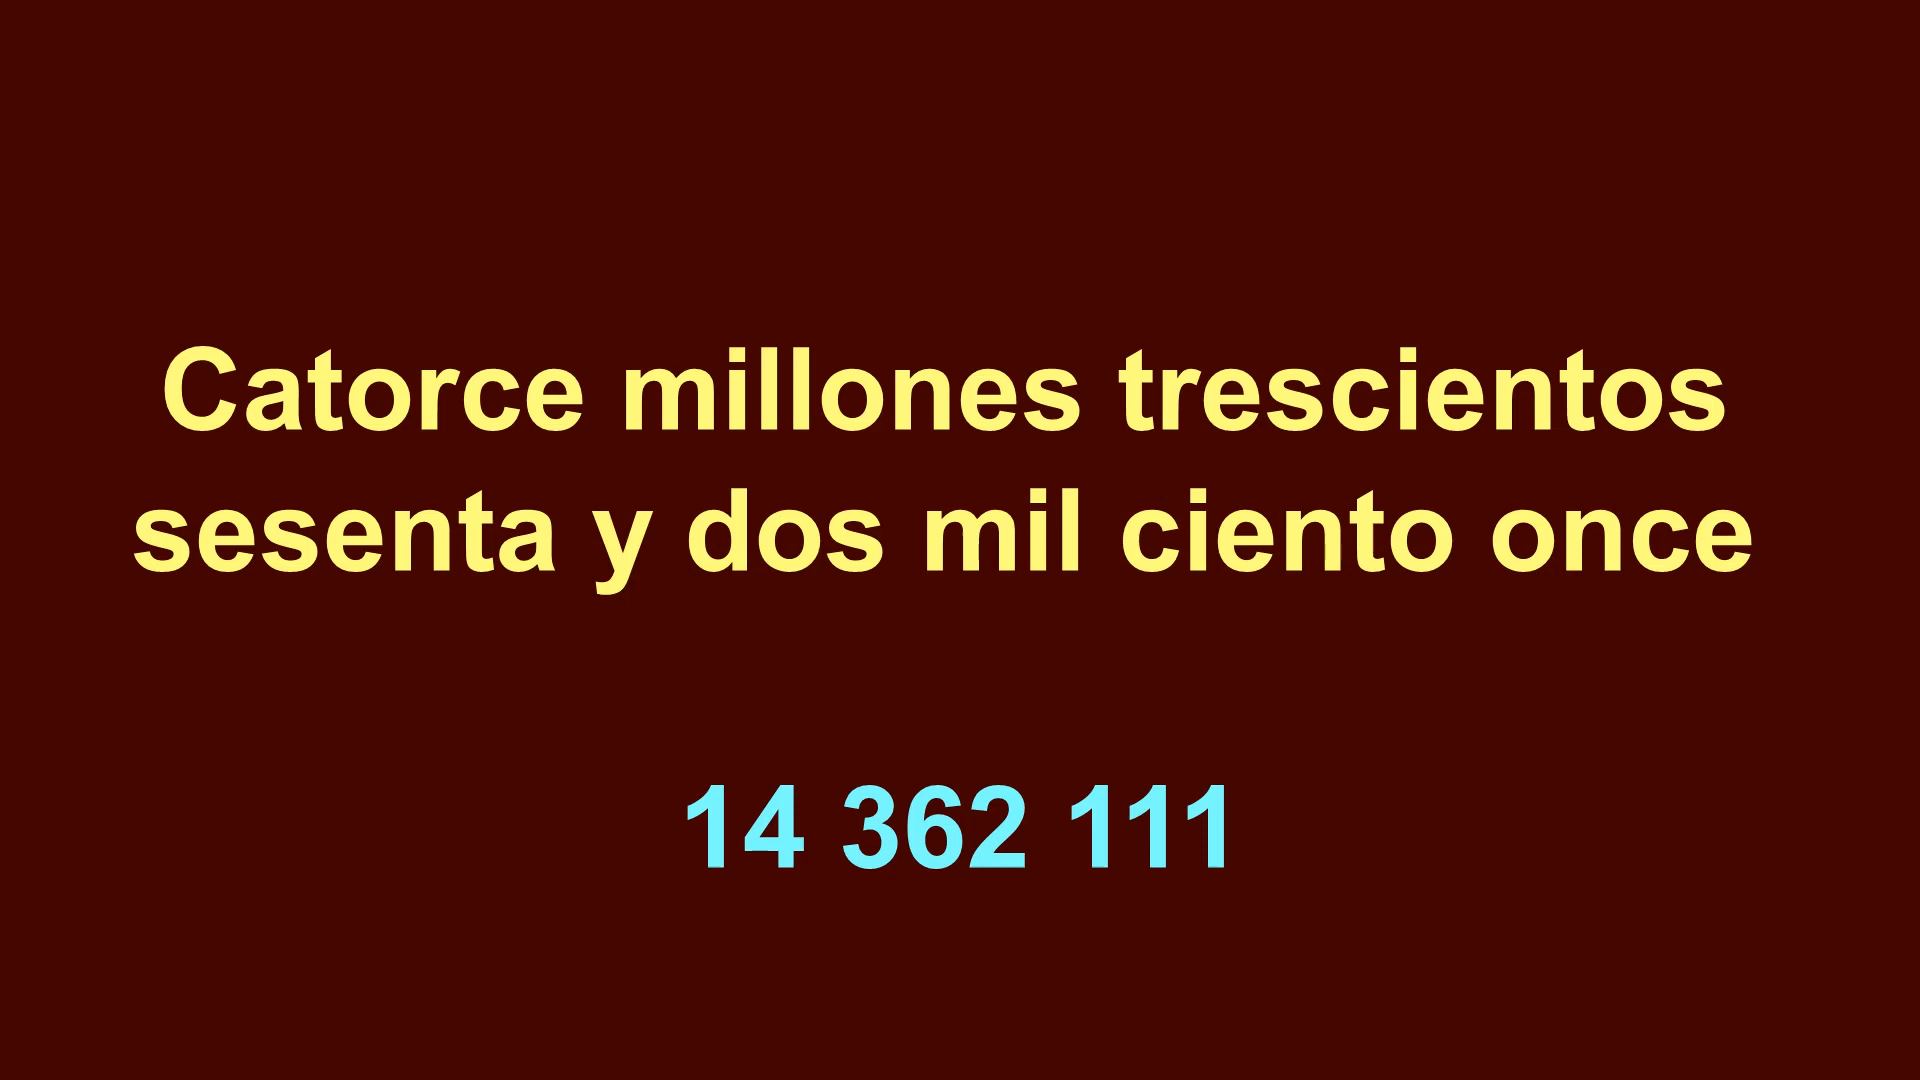 Catorce millones trescientos
sesenta y dos mil ciento once
14 362 111